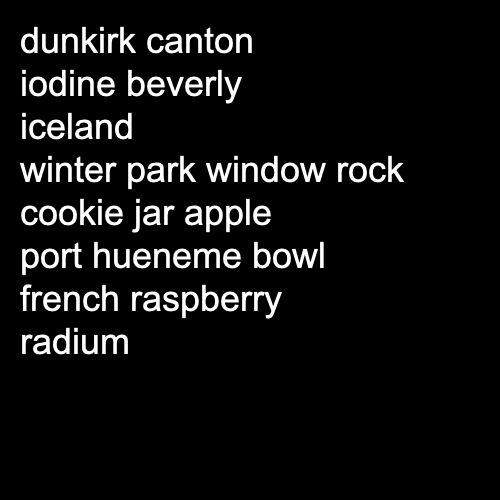 dunkirk canton
iodine beverly
iceland
winter park window rock
cookie jar apple
port hueneme bowl
french raspberry
radium